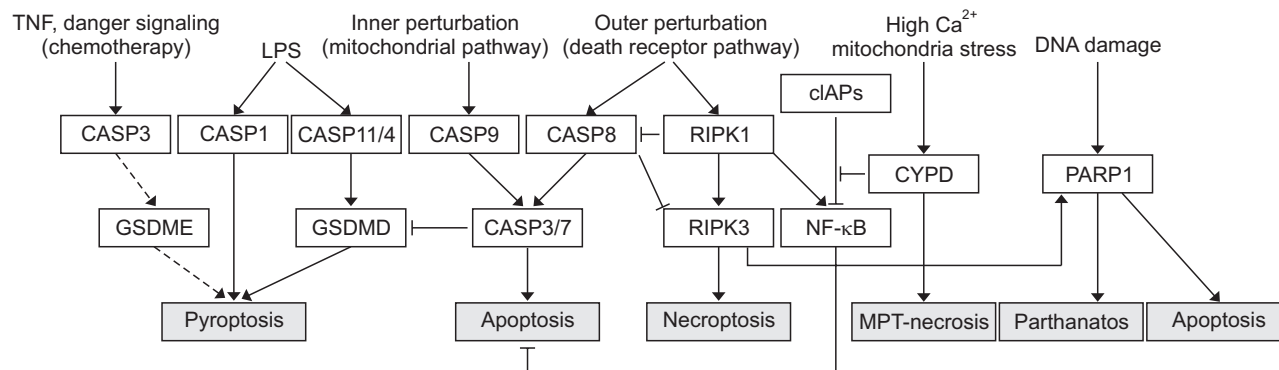 TNF, danger signaling
(chemotherapy)
LPS
Inner perturbation
(mitochondrial pathway)
Outer perturbation
(death receptor pathway)
High Ca²⁺
mitochondria stress
DNA damage
cIAPs
CASP3
CASP1
CASP11/4
CASP9
CASP8
RIPK1
CYPD
PARP1
GSDME
GSDMD
CASP3/7
RIPK3
NF-κB
Pyroptosis
Apoptosis
Necroptosis
MPT-necrosis
Parthanatos
Apoptosis